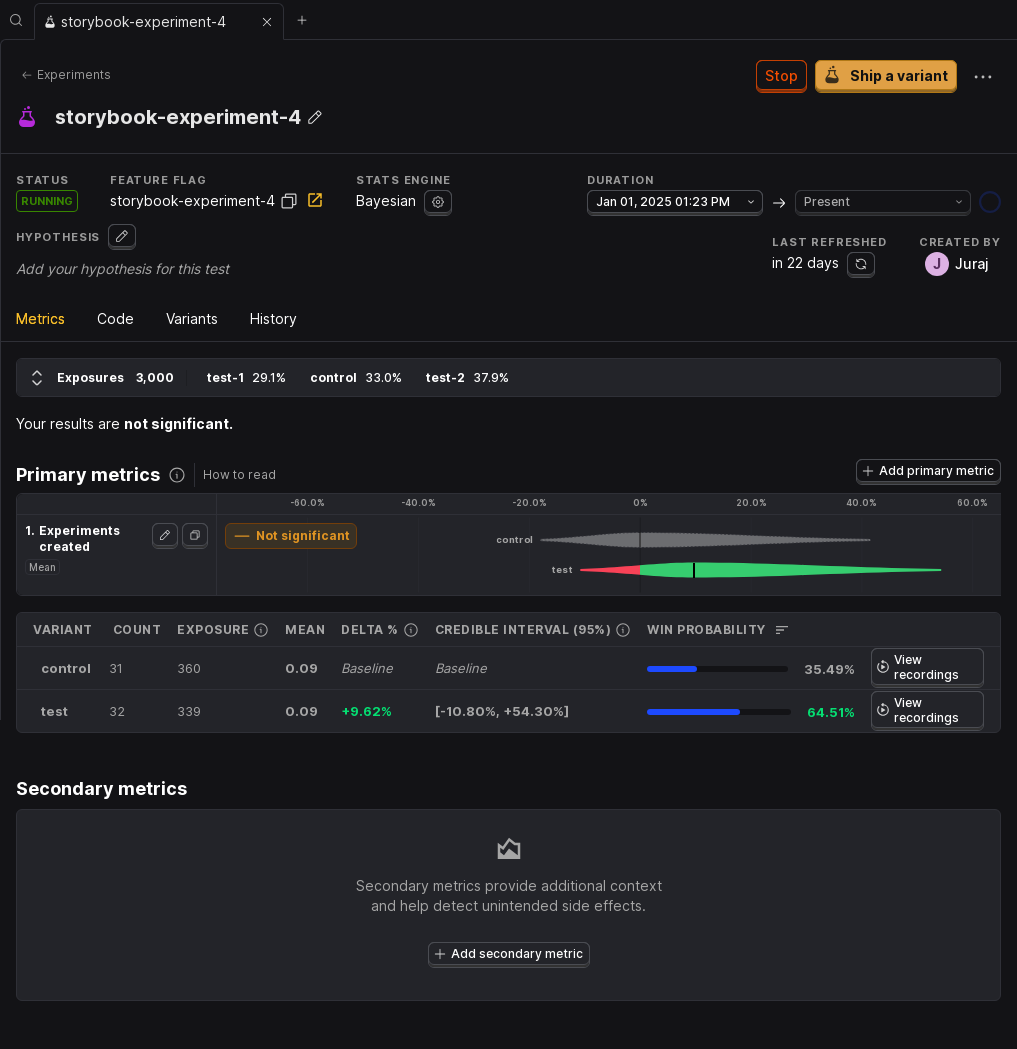 storybook-experiment-4
Experiments
Stop
Ship a variant
storybook-experiment-4
STATUS
FEATURE FLAG
STATS ENGINE
DURATION
RUNNING
storybook-experiment-4
Bayesian
Jan 01, 2025 01:23 PM
Present
HYPOTHESIS
LAST REFRESHED
CREATED BY
Add your hypothesis for this test
in 22 days
J
Juraj
Metrics
Code
Variants
History
Exposures 3,000 test-1 29.1% control 33.0% test-2 37.9%
Your results are not significant.
Primary metrics
How to read
Add primary metric
-60.0% -40.0% -20.0% 0% 20.0% 40.0% 60.0%
1. Experiments
created
Mean
— Not significant
control
test
VARIANT COUNT EXPOSURE MEAN DELTA % CREDIBLE INTERVAL (95%) WIN PROBABILITY
control 31 360 0.09 Baseline Baseline 35.49%
View
recordings
test 32 339 0.09 +9.62% [-10.80%, +54.30%] 64.51%
View
recordings
Secondary metrics
Secondary metrics provide additional context
and help detect unintended side effects.
Add secondary metric